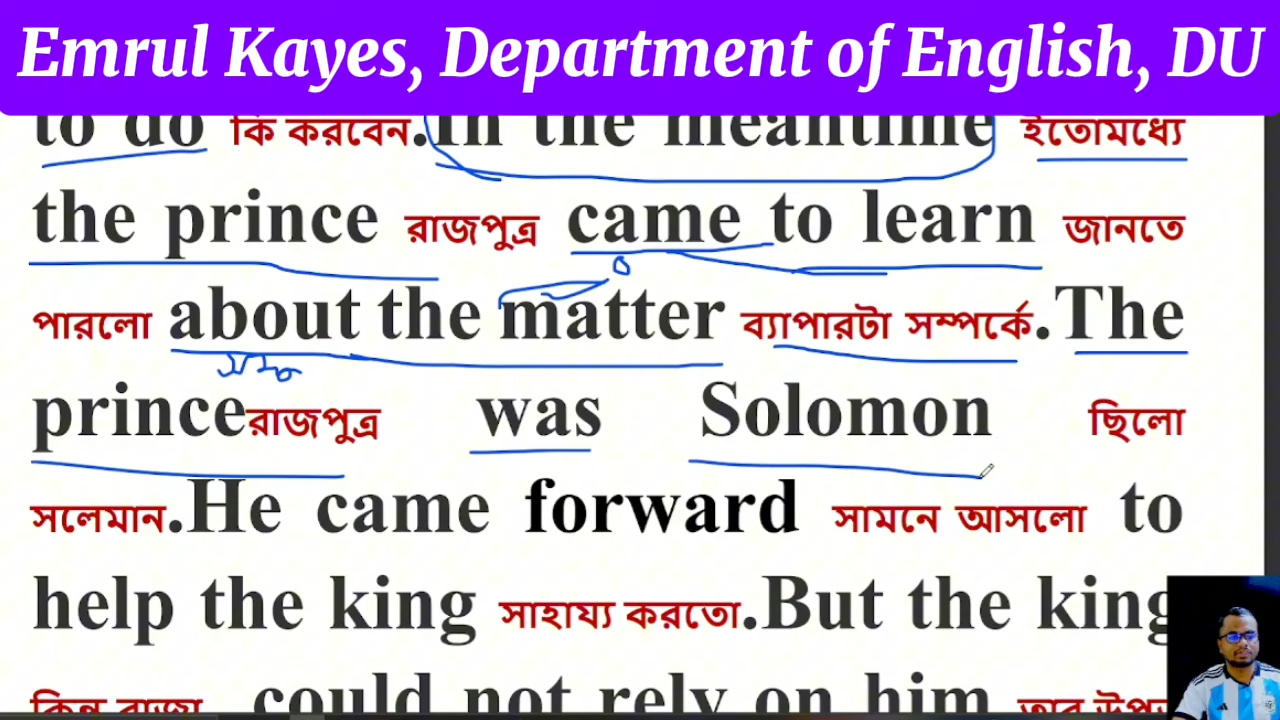 Emrul Kayes, Department of English, DU
to do কি করবেন.In the meantime ইতোমধ্যে
the prince রাজপুত্র came to learn জানতে
পারলো about the matter ব্যাপারটা সম্পর্কে.The
princeরাজপুত্র was Solomon ছিলো
সলেমান.He came forward সামনে আসলো to
help the king সাহায্য করতো.But the king
কিন্তু রাজা could not rely on him তার উপর